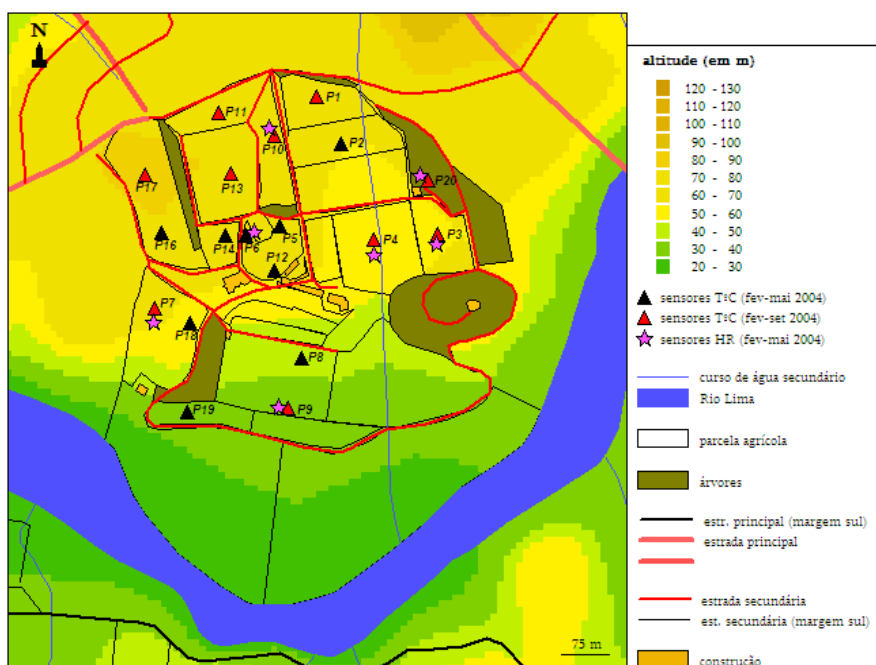 N
P1
P11
P10
P2
P13
P17
P20
P16
P14
P6
P5
P4
P3
P12
P7
P18
P8
P19
P9
75 m
altitude (em m)
120 - 130
110 - 120
100 - 110
90 - 100
80 - 90
70 - 80
60 - 70
50 - 60
40 - 50
30 - 40
20 - 30
sensores TºC (fev-mai 2004)
sensores TºC (fev-set 2004)
sensores HR (fev-mai 2004)
curso de água secundário
Rio Lima
parcela agrícola
árvores
estr. principal (margem sul)
estrada principal
estrada secundária
est. secundária (margem sul)
construção